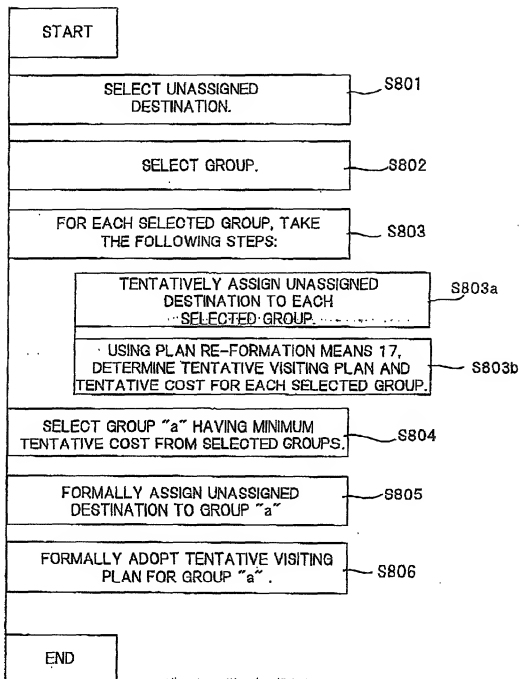 START
SELECT UNASSIGNED
DESTINATION.
S801
SELECT GROUP.
S802
FOR EACH SELECTED GROUP, TAKE
THE FOLLOWING STEPS:
S803
TENTATIVELY ASSIGN UNASSIGNED
DESTINATION TO EACH
SELECTED GROUP.
S803a
USING PLAN RE-FORMATION MEANS 17,
DETERMINE TENTATIVE VISITING PLAN AND
TENTATIVE COST FOR EACH SELECTED GROUP.
S803b
SELECT GROUP "a" HAVING MINIMUM
TENTATIVE COST FROM SELECTED GROUPS.
S804
FORMALLY ASSIGN UNASSIGNED
DESTINATION TO GROUP "a"
S805
FORMALLY ADOPT TENTATIVE VISITING
PLAN FOR GROUP "a" .
S806
END